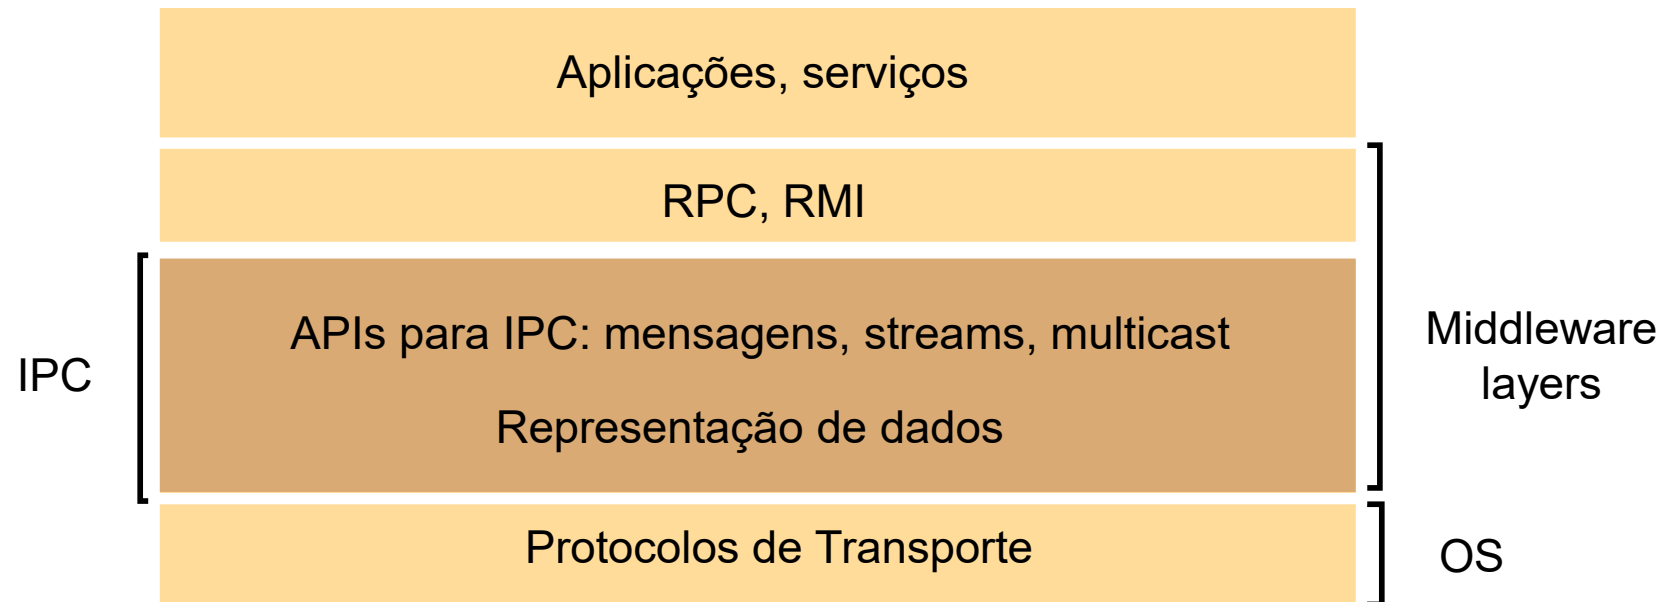 Aplicações, serviços
RPC, RMI
IPC
APIs para IPC: mensagens, streams, multicast
Representação de dados
Middleware
layers
Protocolos de Transporte
OS